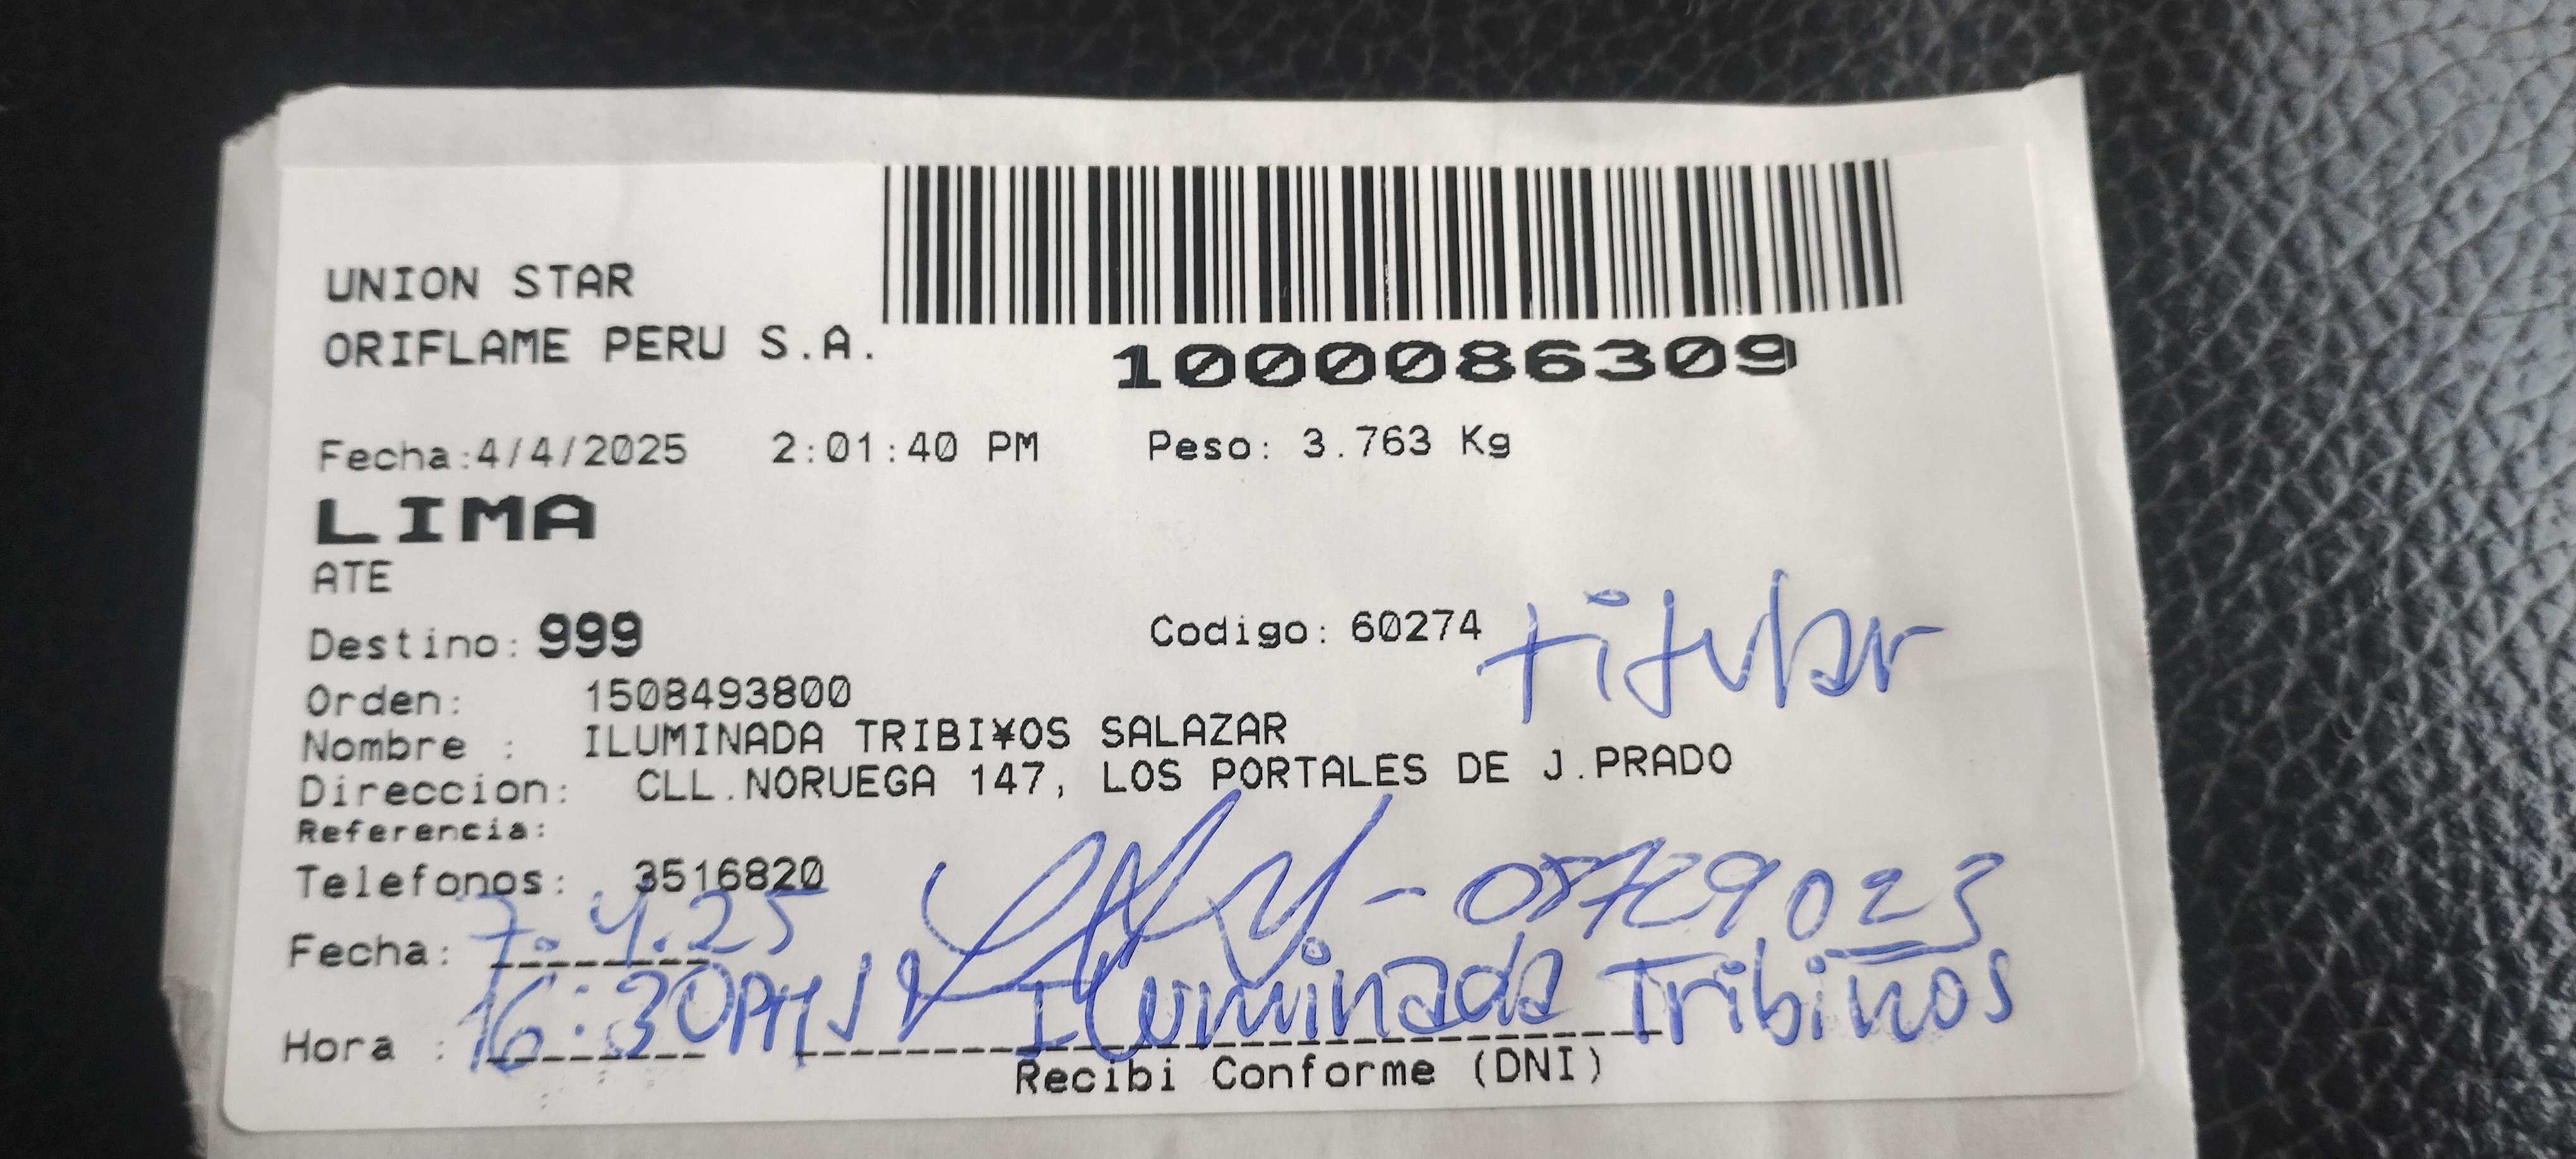 UNION STAR
ORIFLAME PERU S.A.
1000086309
Fecha:4/4/2025 2:01:40 PM Peso: 3.763 Kg
LIMA
ATE
Destino: 999 Codigo: 60274 titular
Orden: 1508493800
Nombre : ILUMINADA TRIBI¥OS SALAZAR
Direccion: CLL.NORUEGA 147, LOS PORTALES DE J.PRADO
Referencia:
Telefonos: 3516820
Fecha: 7.4.25 - 08729023
Hora : 16:30PM Iluminada Tribiños
Recibi Conforme (DNI)